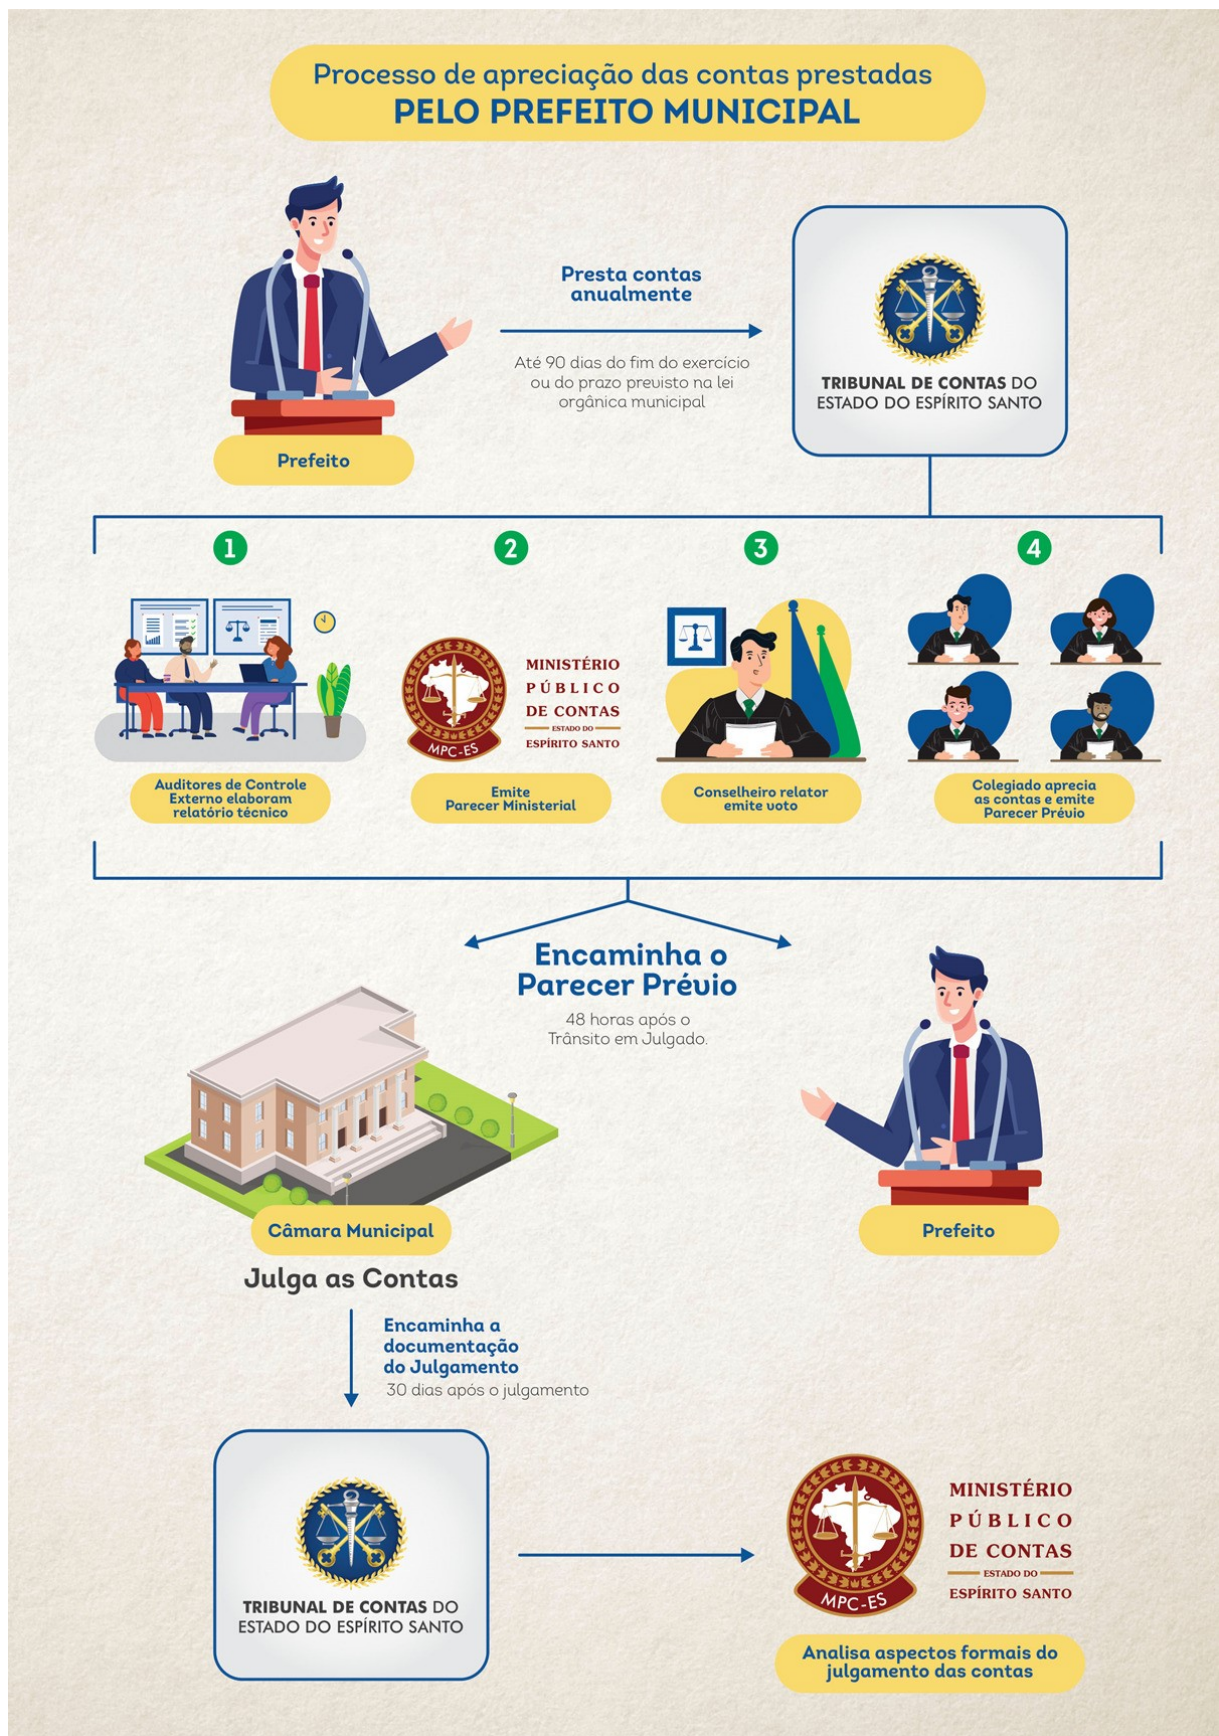 Processo de apreciação das contas prestadas
PELO PREFEITO MUNICIPAL
Presta contas
anualmente
Até 90 dias do fim do exercício
ou do prazo previsto na lei
orgânica municipal
TRIBUNAL DE CONTAS DO
ESTADO DO ESPÍRITO SANTO
Prefeito
1
2
3
4
MINISTÉRIO
PÚBLICO
DE CONTAS
ESTADO DO
ESPÍRITO SANTO
MPC-ES
Auditores de Controle
Externo elaboram
relatório técnico
Emite
Parecer Ministerial
Conselheiro relator
emite voto
Colegiado aprecia
as contas e emite
Parecer Prévio
Encaminha o
Parecer Prévio
48 horas após o
Trânsito em Julgado.
Câmara Municipal
Prefeito
Julga as Contas
Encaminha a
documentação
do Julgamento
30 dias após o julgamento
TRIBUNAL DE CONTAS DO
ESTADO DO ESPÍRITO SANTO
MINISTÉRIO
PÚBLICO
DE CONTAS
ESTADO DO
ESPÍRITO SANTO
MPC-ES
Analisa aspectos formais do
julgamento das contas